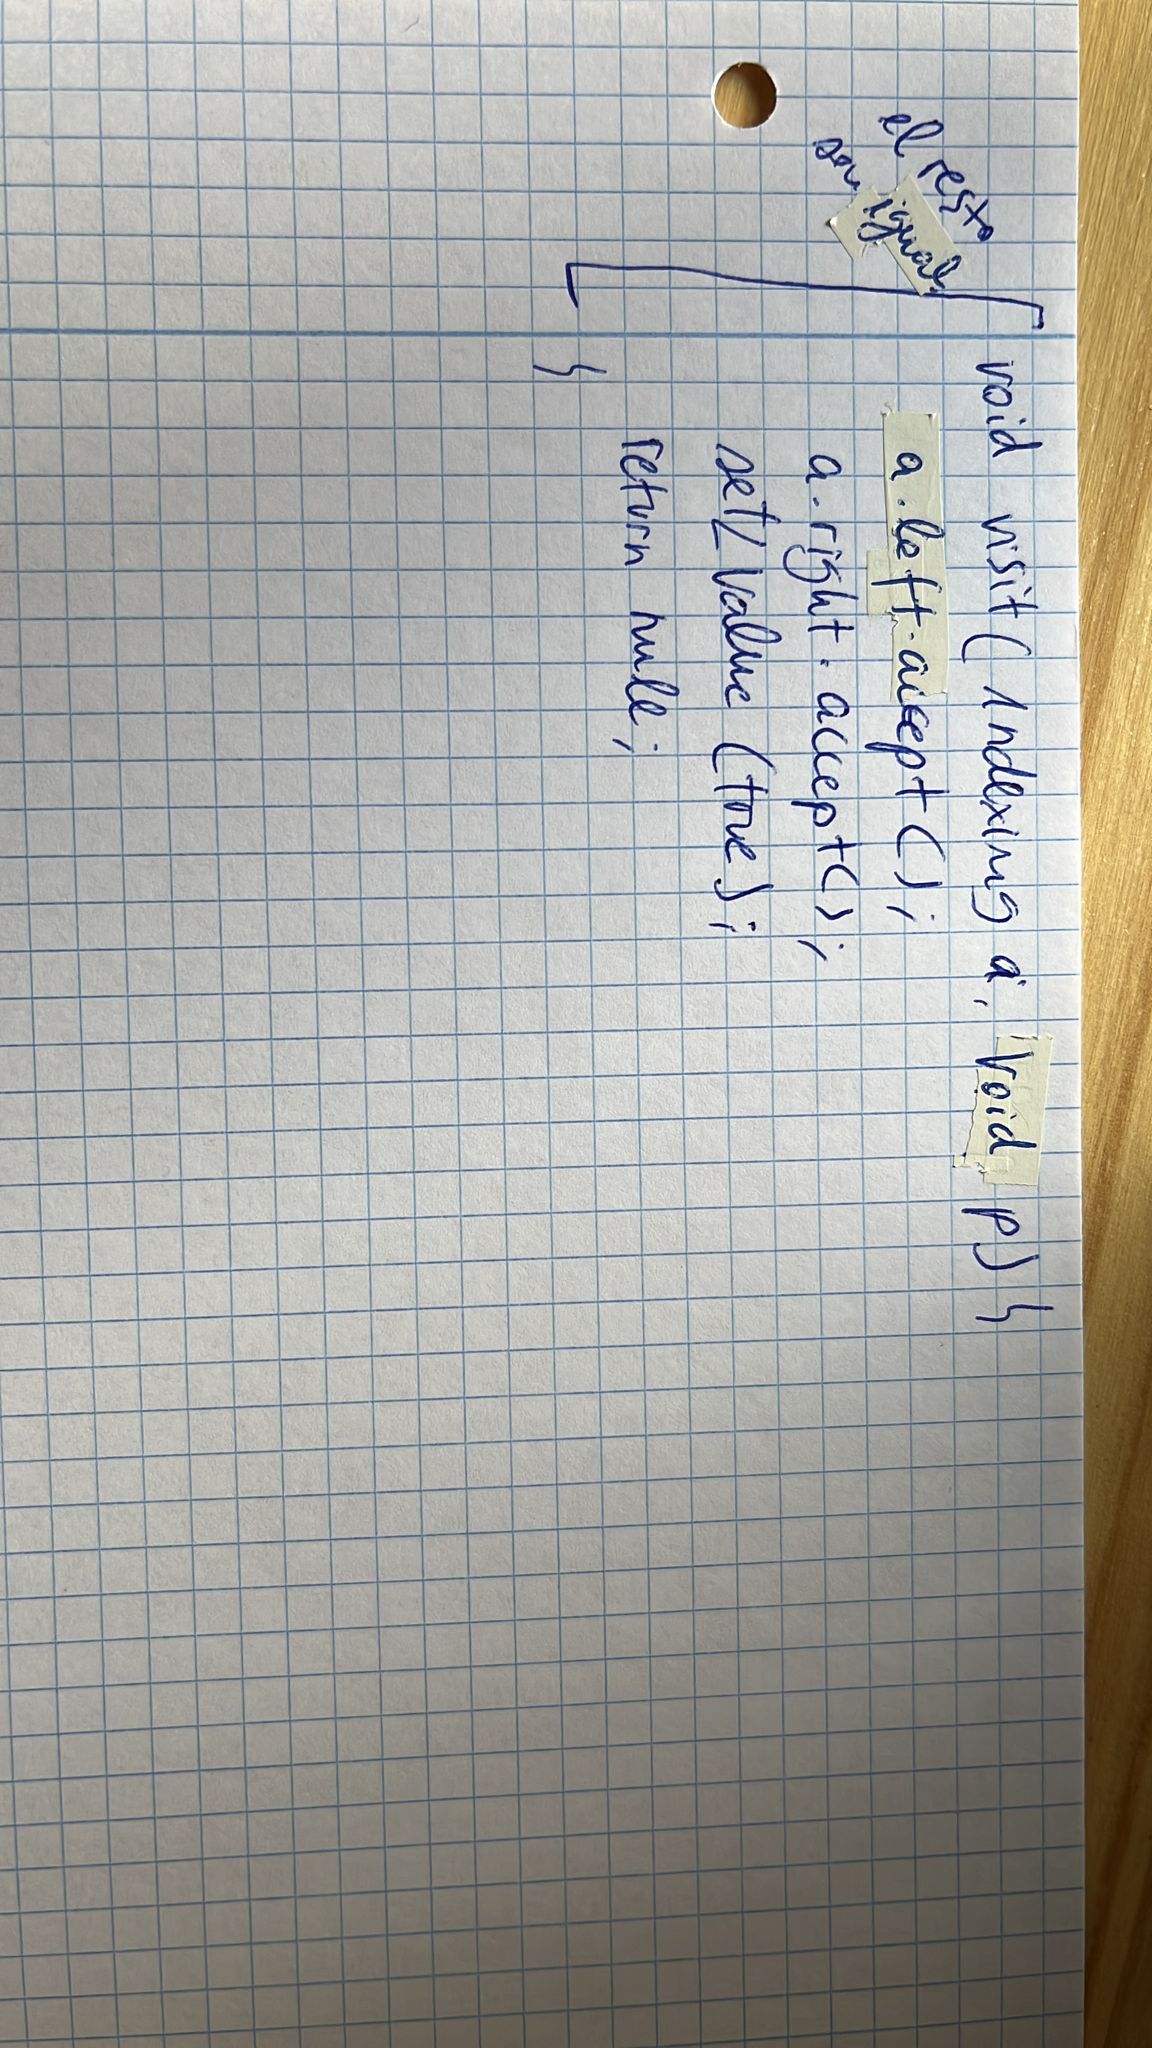 el resto
son igual
void visit( Indexing a, Void p) {
a.left.accept();
a.right.accept();
setLValue (true);
return null;
}